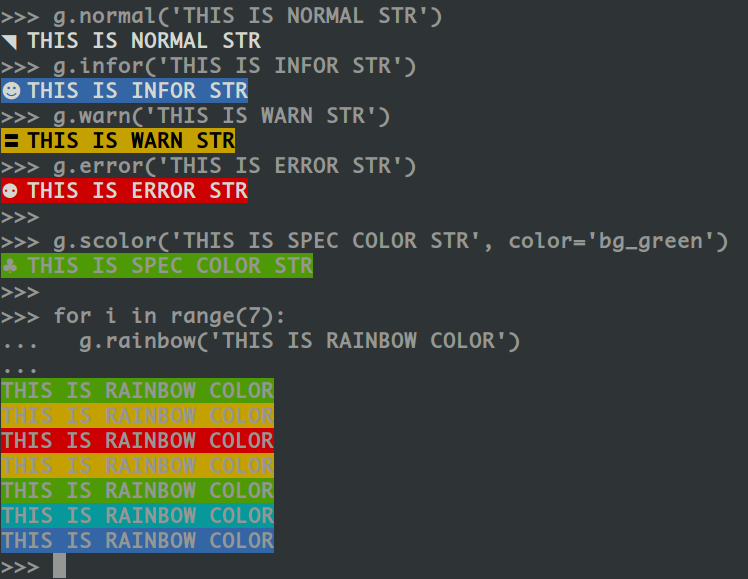 >>> g.normal('THIS IS NORMAL STR')
◥ THIS IS NORMAL STR
>>> g.infor('THIS IS INFOR STR')
☻ THIS IS INFOR STR
>>> g.warn('THIS IS WARN STR')
〓 THIS IS WARN STR
>>> g.error('THIS IS ERROR STR')
⚉ THIS IS ERROR STR
>>>
>>> g.scolor('THIS IS SPEC COLOR STR', color='bg_green')
♣ THIS IS SPEC COLOR STR
>>>
>>> for i in range(7):
...   g.rainbow('THIS IS RAINBOW COLOR')
...
THIS IS RAINBOW COLOR
THIS IS RAINBOW COLOR
THIS IS RAINBOW COLOR
THIS IS RAINBOW COLOR
THIS IS RAINBOW COLOR
THIS IS RAINBOW COLOR
THIS IS RAINBOW COLOR
>>>